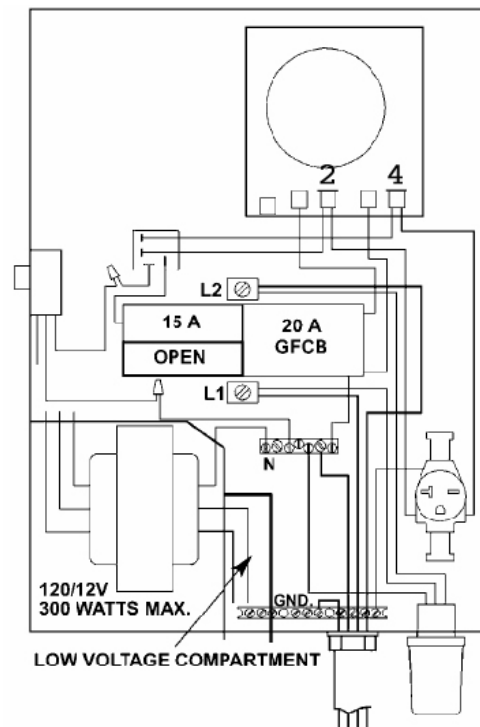 2 4
L2
15 A
20 A
GFCB
OPEN
L1
N
120/12V
300 WATTS MAX.
GND.
LOW VOLTAGE COMPARTMENT